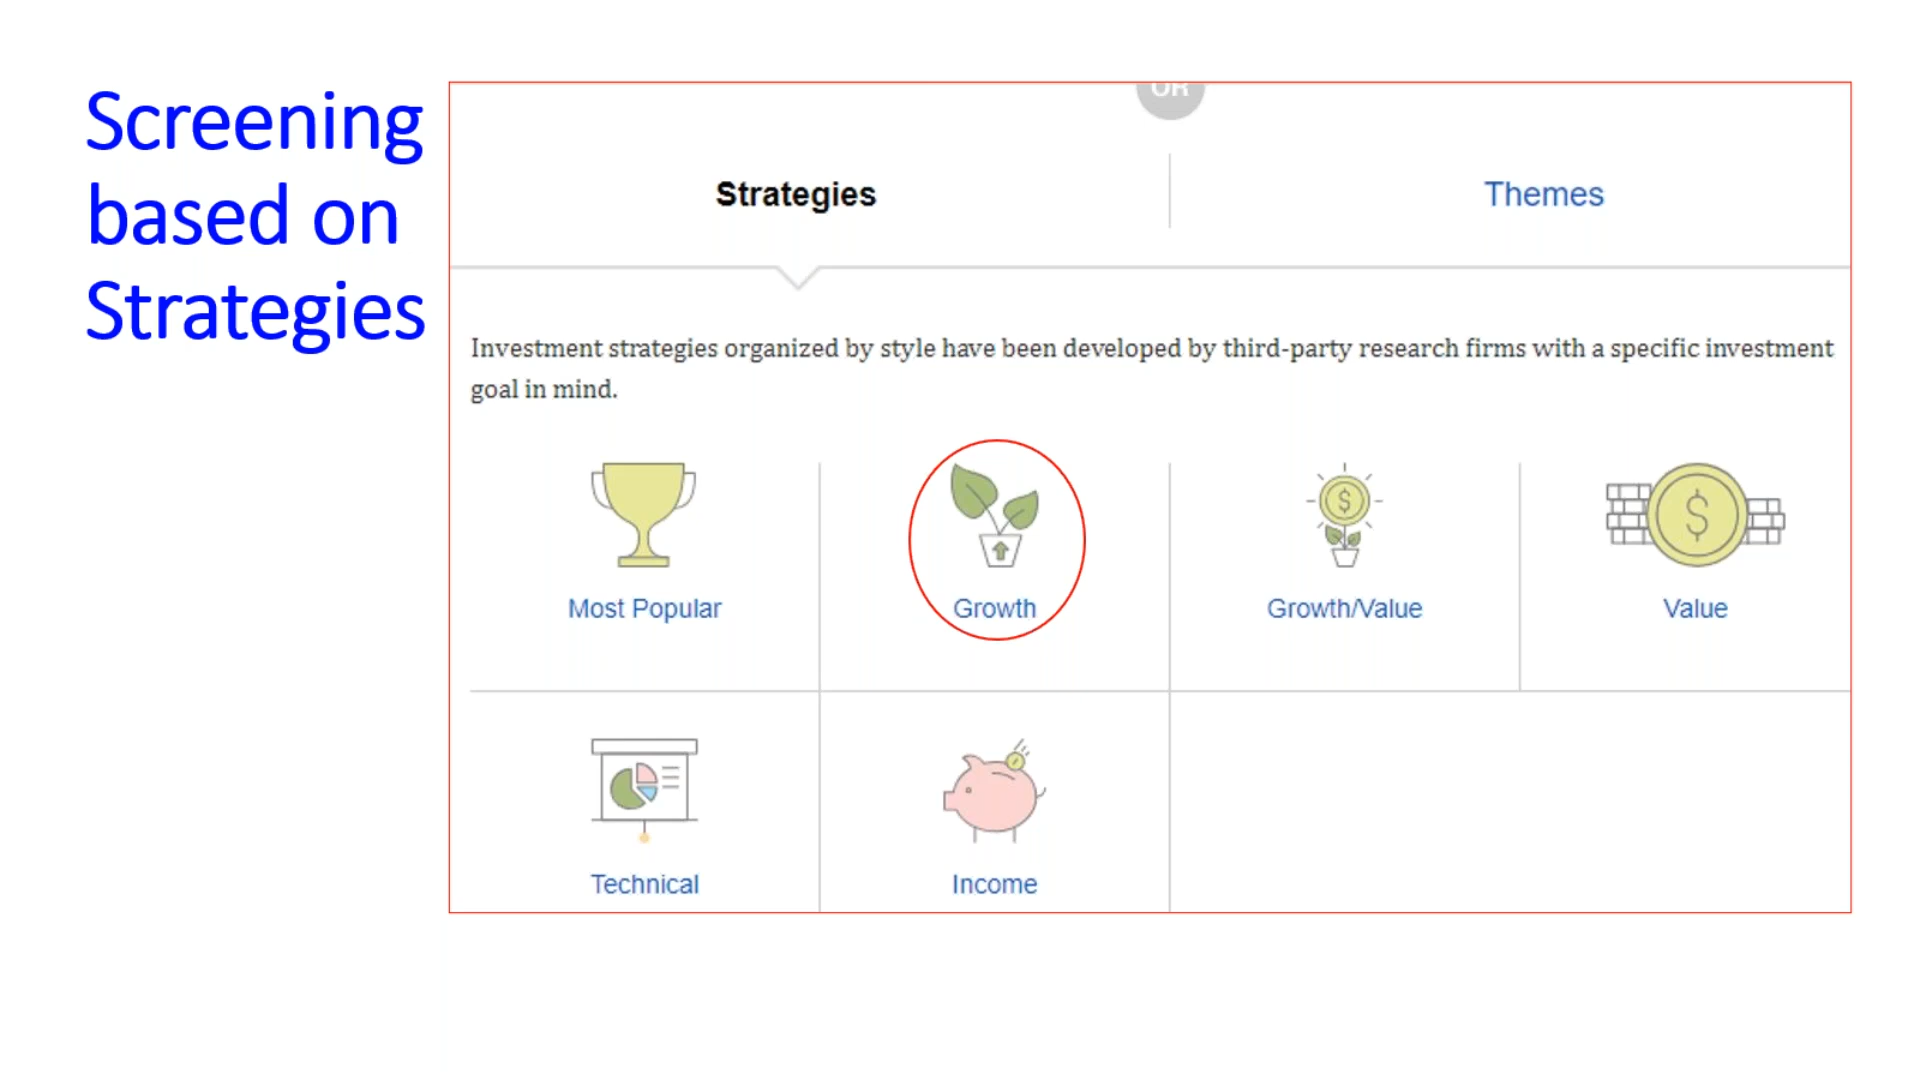 Screening
based on
Strategies
OR
Strategies
Themes
Investment strategies organized by style have been developed by third-party research firms with a specific investment
goal in mind.
$
$
Most Popular
Growth
Growth/Value
Value
Technical
Income